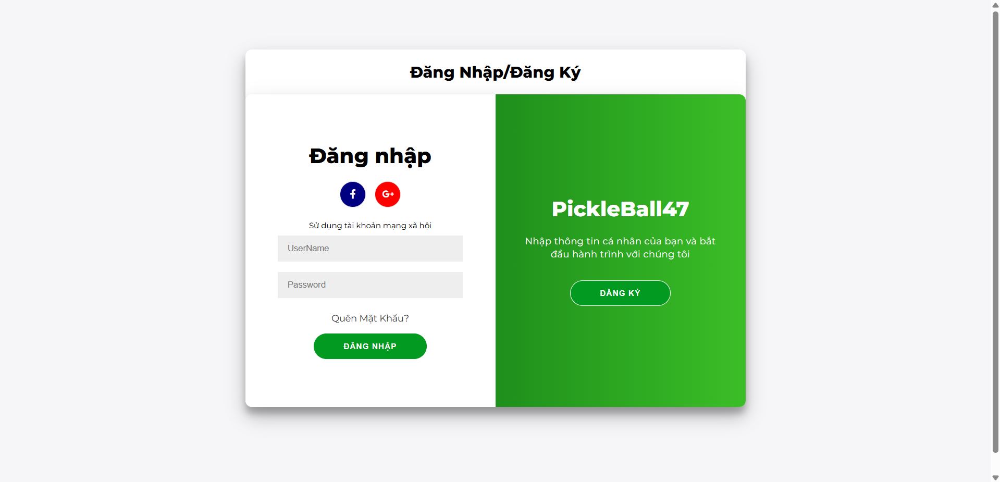 Đăng Nhập/Đăng Ký
Đăng nhập
G+
Sử dụng tài khoản mạng xã hội
UserName
Password
Quên Mật Khẩu?
ĐĂNG NHẬP
PickleBall47
Nhập thông tin cá nhân của bạn và bắt
đầu hành trình với chúng tôi
ĐĂNG KÝ